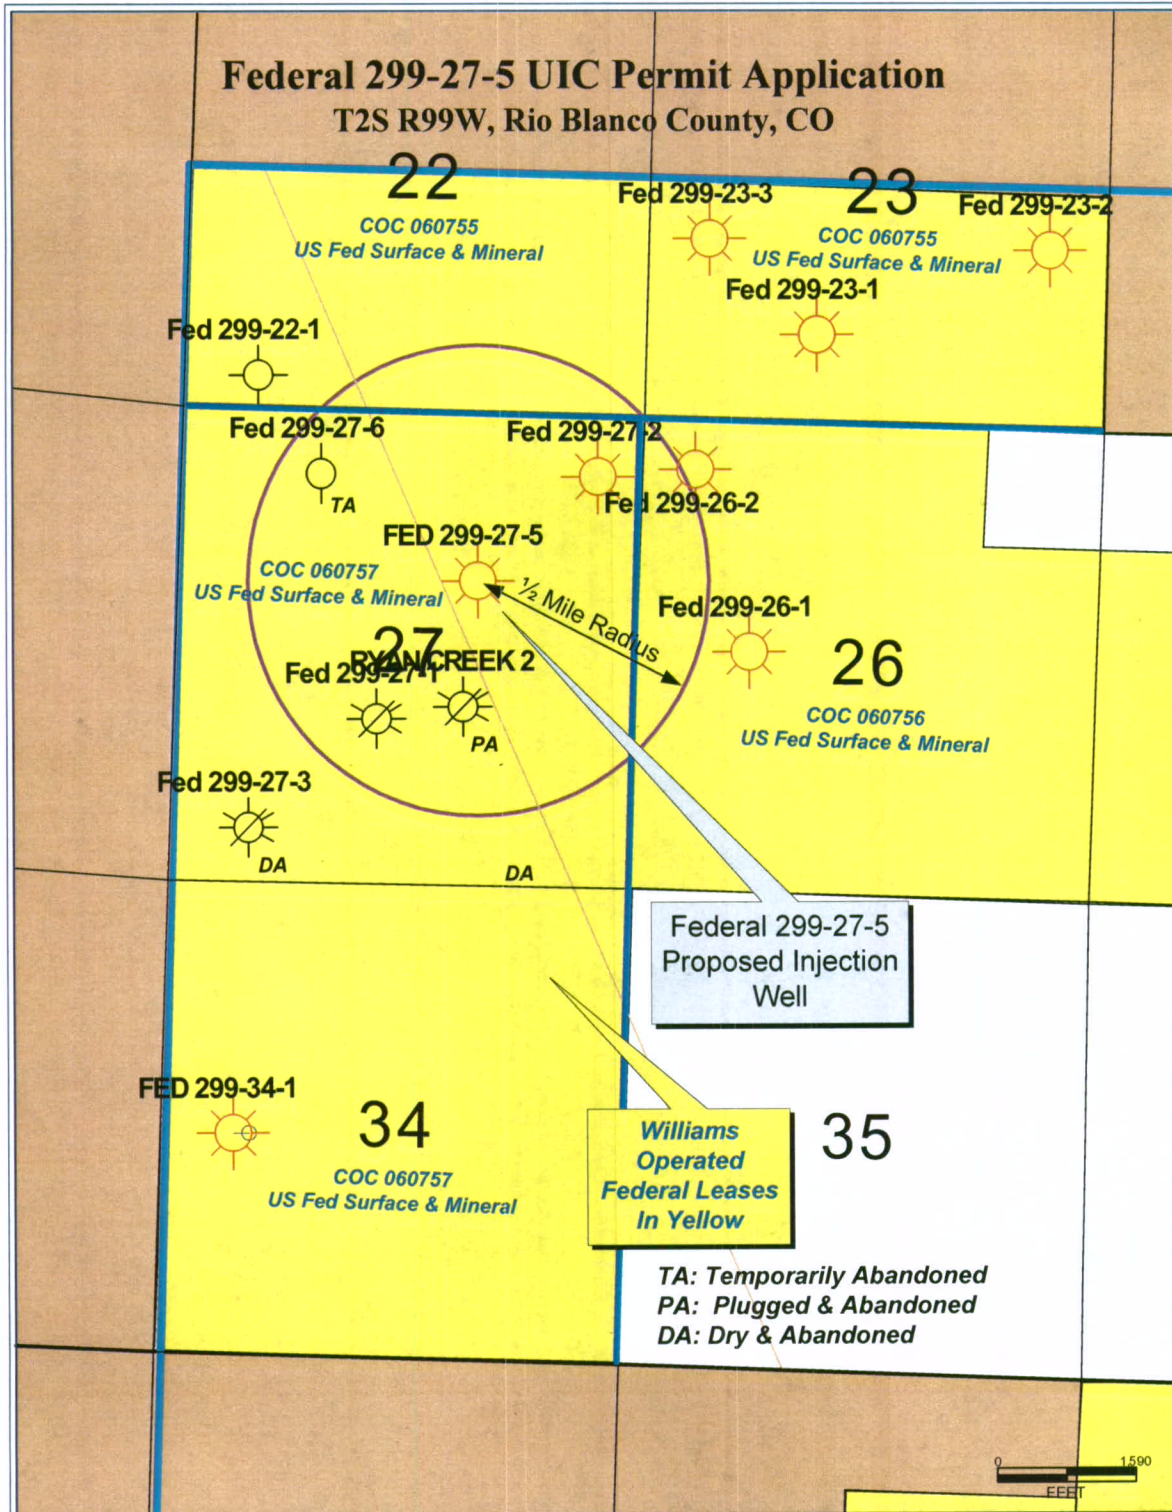 Federal 299-27-5 UIC Permit Application
T2S R99W, Rio Blanco County, CO
22
COC 060755
US Fed Surface & Mineral
Fed 299-23-3
23
Fed 299-23-2
COC 060755
US Fed Surface & Mineral
Fed 299-23-1
Fed 299-22-1
Fed 299-27-6
TA
Fed 299-27-2
Fed 299-26-2
FED 299-27-5
COC 060757
US Fed Surface & Mineral
½ Mile Radius
Fed 299-26-1
27
RYAN CREEK 2
Fed 299-27-1
PA
26
COC 060756
US Fed Surface & Mineral
Fed 299-27-3
DA
DA
Federal 299-27-5
Proposed Injection
Well
FED 299-34-1
34
COC 060757
US Fed Surface & Mineral
Williams
Operated
Federal Leases
In Yellow
35
TA: Temporarily Abandoned
PA: Plugged & Abandoned
DA: Dry & Abandoned
0 1,590
FEET